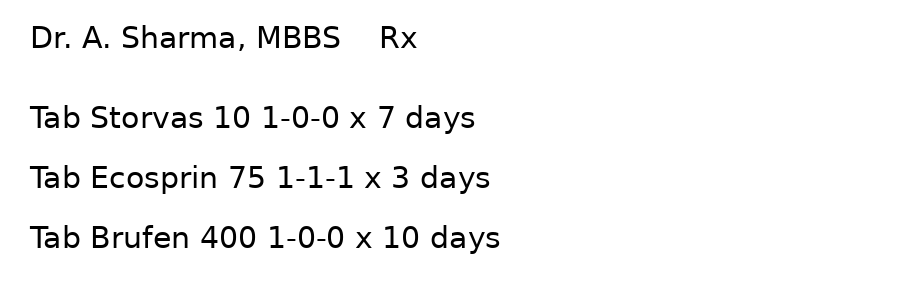 Dr. A. Sharma, MBBS    Rx
Tab Storvas 10 1-0-0 x 7 days
Tab Ecosprin 75 1-1-1 x 3 days
Tab Brufen 400 1-0-0 x 10 days